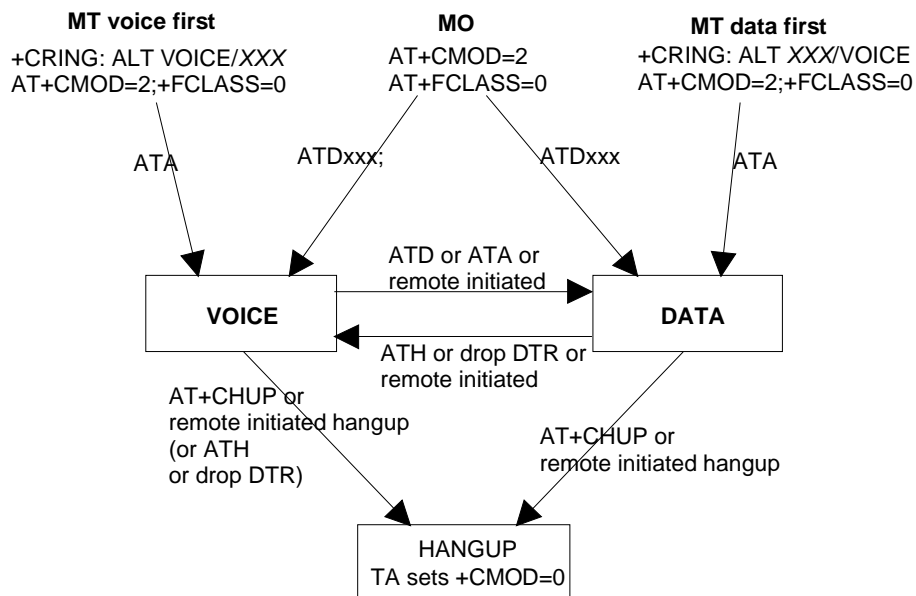 MT voice first
+CRING: ALT VOICE/XXX
AT+CMOD=2;+FCLASS=0
MO
AT+CMOD=2
AT+FCLASS=0
MT data first
+CRING: ALT XXX/VOICE
AT+CMOD=2;+FCLASS=0
ATA
ATDxxx;
ATDxxx
ATA
ATD or ATA or
remote initiated
VOICE
DATA
ATH or drop DTR or
remote initiated
AT+CHUP or
remote initiated hangup
(or ATH
or drop DTR)
AT+CHUP or
remote initiated hangup
HANGUP
TA sets +CMOD=0